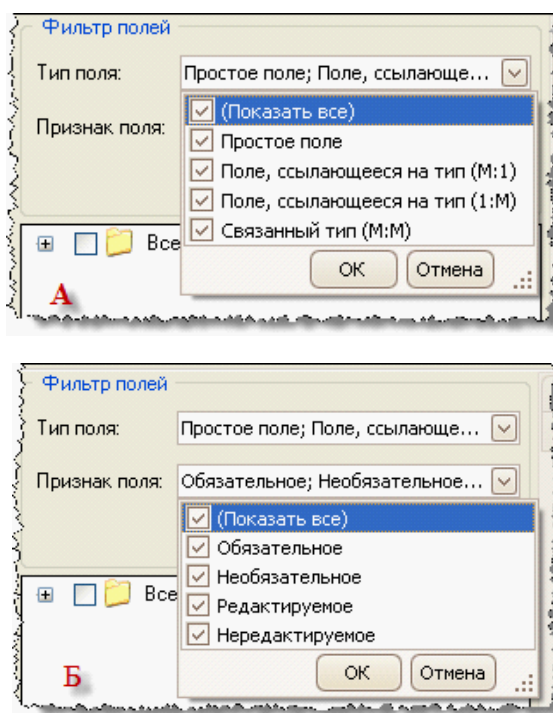 Фильтр полей
Тип поля: Простое поле; Поле, ссылающе...
(Показать все)
Признак поля:
Простое поле
Поле, ссылающееся на тип (М:1)
Поле, ссылающееся на тип (1:М)
Связанный тип (М:М)
Все
ОК Отмена
А
Фильтр полей
Тип поля: Простое поле; Поле, ссылающе...
Признак поля: Обязательное; Необязательное...
(Показать все)
Обязательное
Необязательное
Все
Редактируемое
Нередактируемое
ОК Отмена
Б